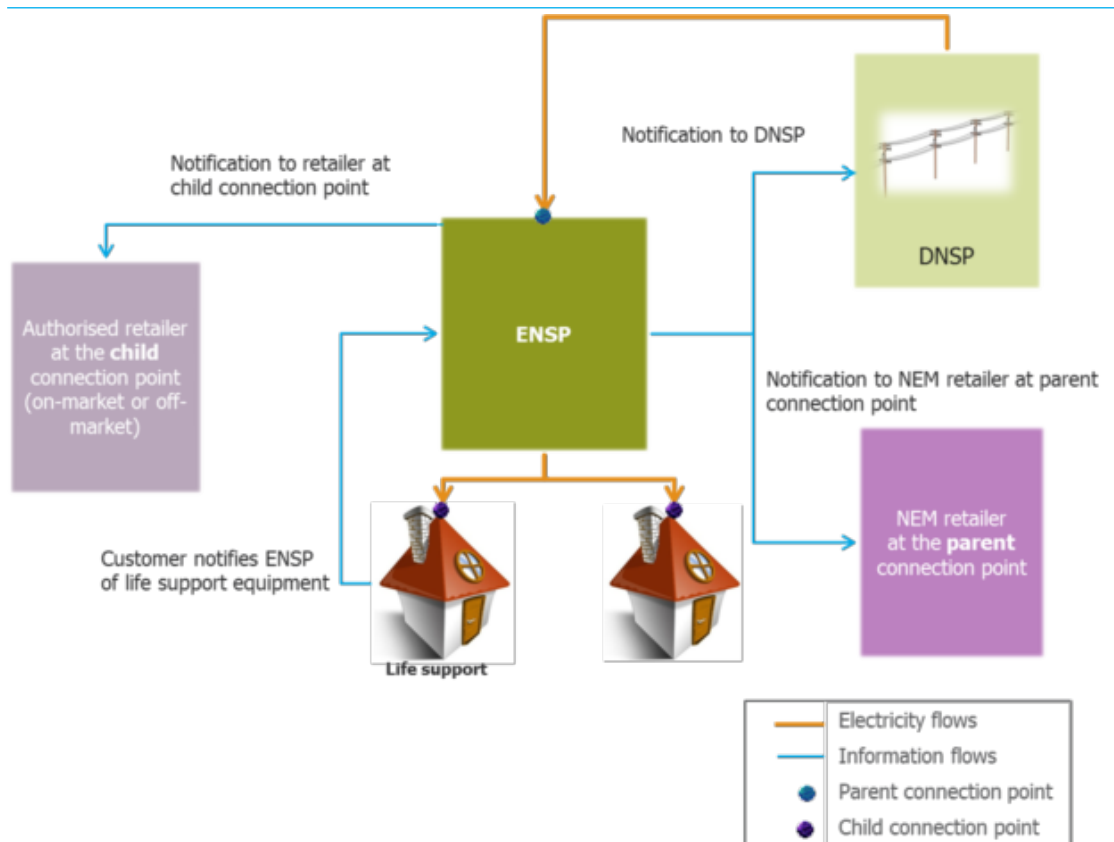 Notification to DNSP
Notification to retailer at
child connection point
DNSP
Authorised retailer
at the child
connection point
(on-market or off-
market)
ENSP
Notification to NEM retailer at parent
connection point
Customer notifies ENSP
of life support equipment
NEM retailer
at the parent
connection point
Life support
Electricity flows
Information flows
Parent connection point
Child connection point